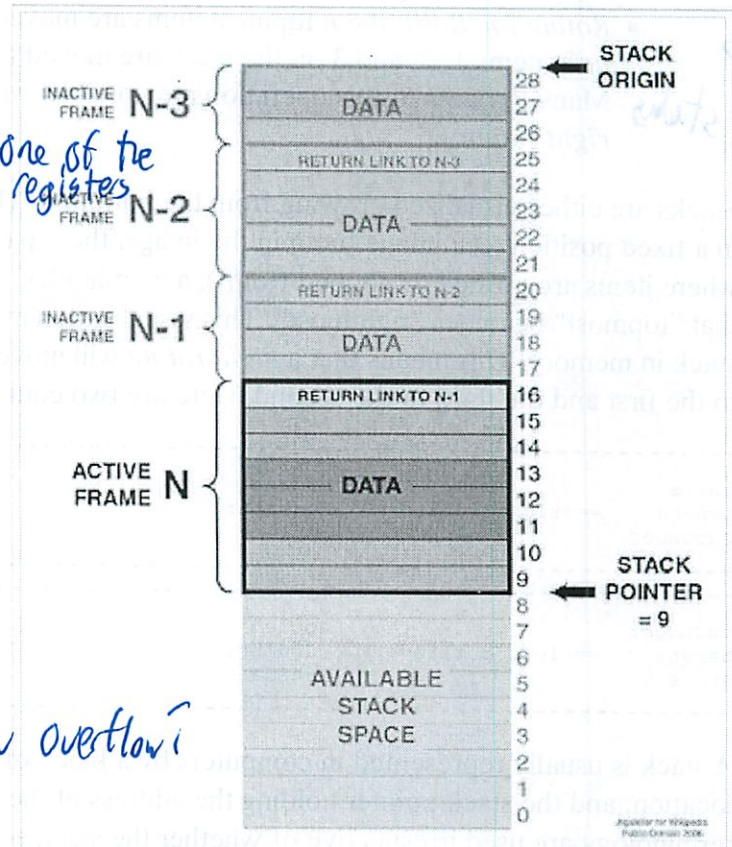 STACK ORIGIN
28
INACTIVE FRAME N-3
DATA
27
26
one of the
registers
RETURN LINK TO N-3
25
24
INACTIVE FRAME N-2
DATA
23
22
21
RETURN LINK TO N-2
20
INACTIVE FRAME N-1
19
DATA
18
17
RETURN LINK TO N-1
16
15
14
ACTIVE FRAME N
DATA
13
12
11
10
9
STACK POINTER = 9
8
7
6
AVAILABLE STACK SPACE
5
4
3
overflow
2
1
0
for Wikipedia
Public Domain